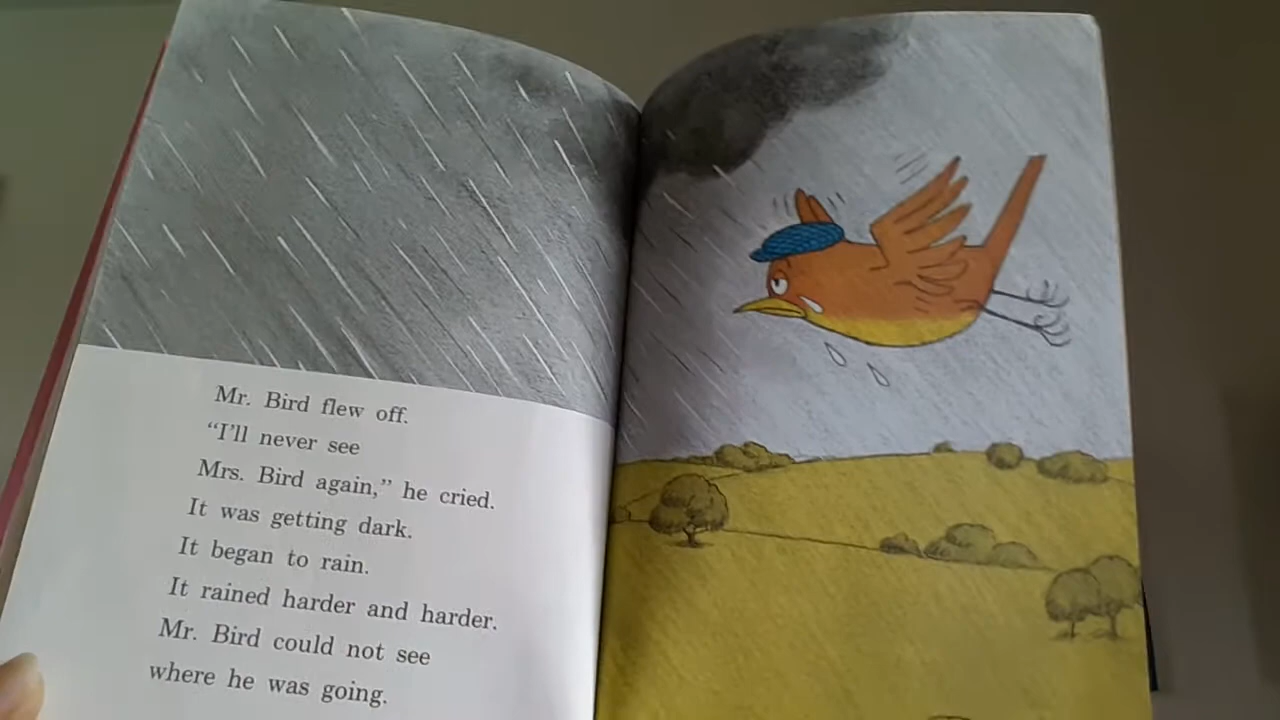 Mr. Bird flew off.
“I’ll never see
Mrs. Bird again,” he cried.
It was getting dark.
It began to rain.
It rained harder and harder.
Mr. Bird could not see
where he was going.